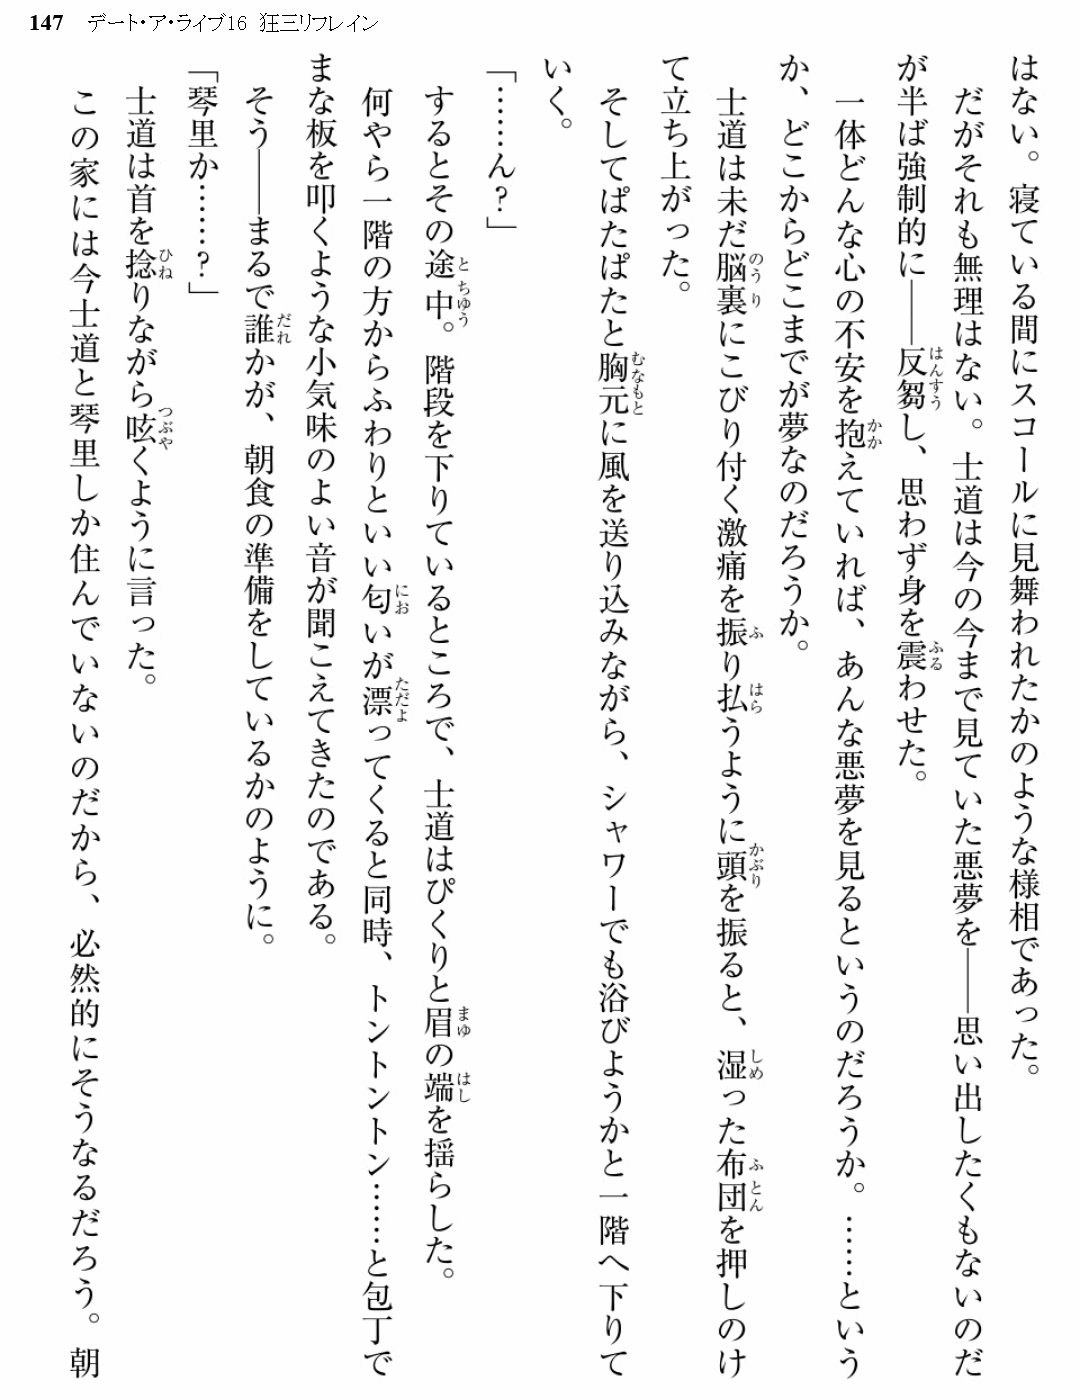 147 デート・ア・ライブ16 狂三リフレイン
はない。寝ている間にスコールに見舞われたかのような様相であった。
だがそれも無理はない。士道は今の今まで見ていた悪夢を――思い出したくもないのだ
が半ば強制的に――反芻し、思わず身を震わせた。
一体どんな心の不安を抱えていれば、あんな悪夢を見るというのだろうか。……という
か、どこからどこまでが夢なのだろうか。
士道は未だ脳裏にこびり付く激痛を振り払うように頭を振ると、湿った布団を押しのけ
て立ち上がった。
そしてぱたぱたと胸元に風を送り込みながら、シャワーでも浴びようかと一階へ下りて
いく。
「……ん？」
するとその途中。階段を下りているところで、士道はぴくりと眉の端を揺らした。
何やら一階の方からふわりといい匂いが漂ってくると同時、トントントントン……と包丁で
まな板を叩くような小気味のよい音が聞こえてきたのである。
そう――まるで誰かが、朝食の準備をしているかのように。
「琴里か……？」
士道は首を捻りながら呟くように言った。
この家には今士道と琴里しか住んでいないのだから、必然的にそうなるだろう。朝